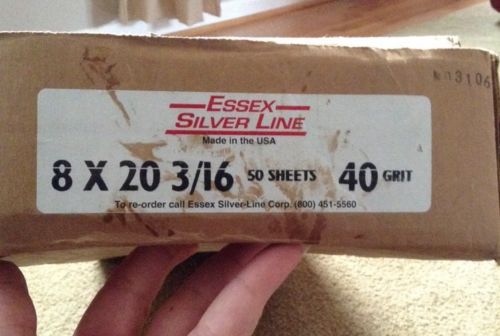 N13106
ESSEX
SILVER LINE
Made in the USA
8 X 20 3/16 50 SHEETS 40 GRIT
To re-order call Essex Silver-Line Corp. (800) 451-5560